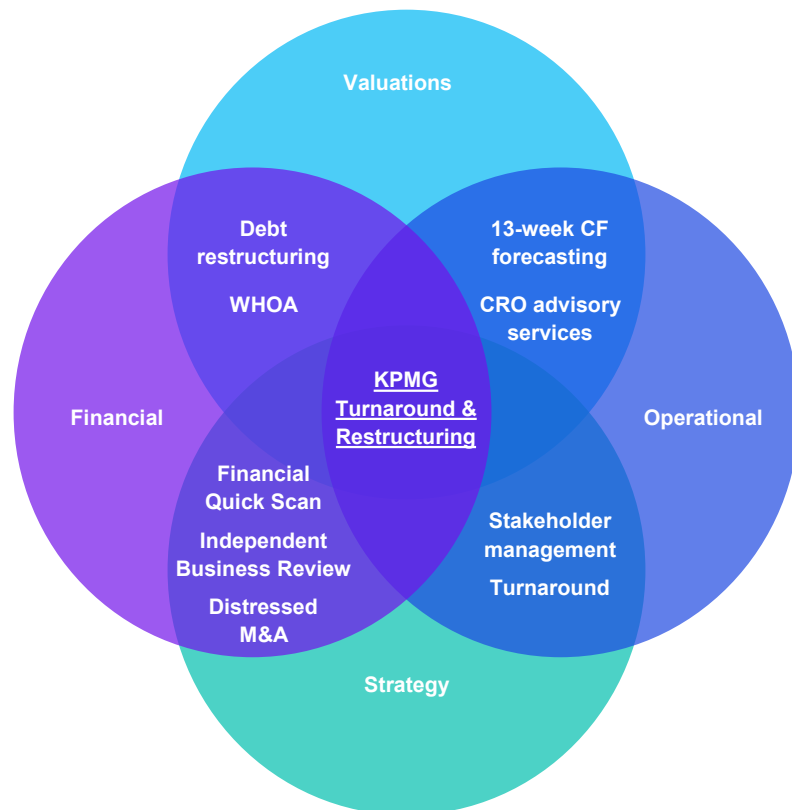 Valuations
Debt
restructuring
WHOA
13-week CF
forecasting
CRO advisory
services
Financial
KPMG
Turnaround &
Restructuring
Operational
Financial
Quick Scan
Independent
Business Review
Distressed
M&A
Stakeholder
management
Turnaround
Strategy